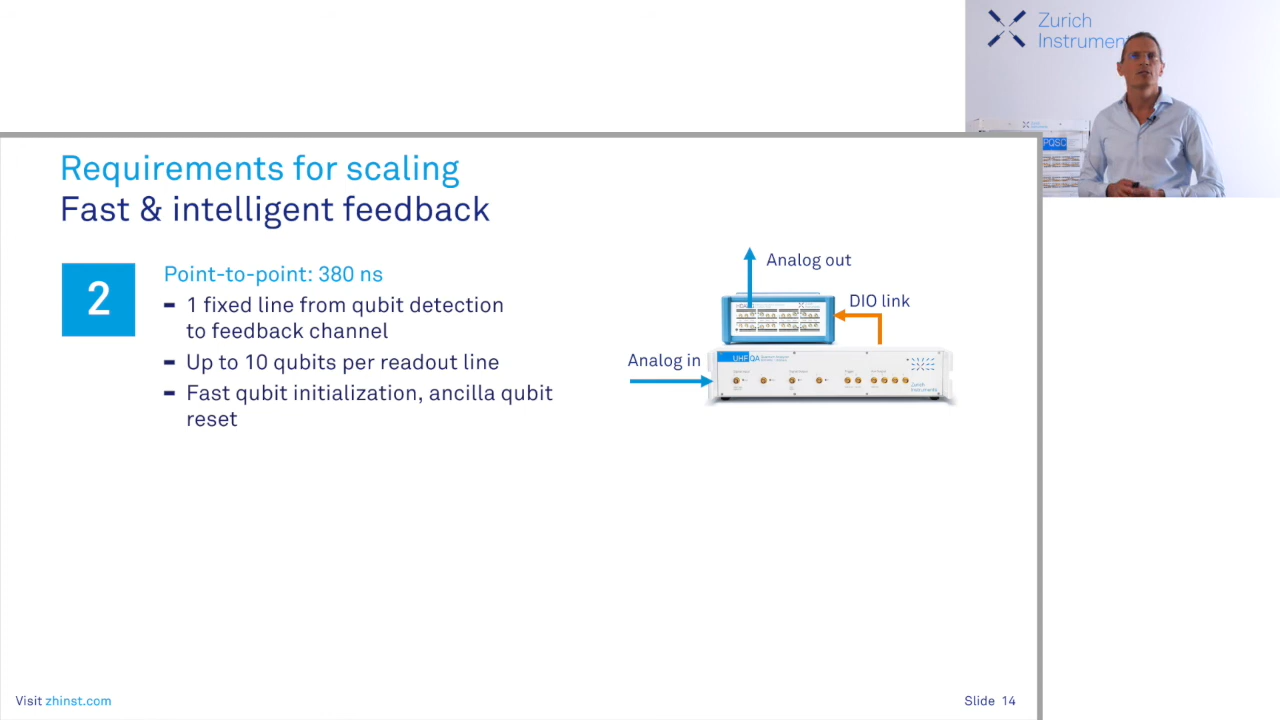 Zurich
Instrumen
PQSC
Requirements for scaling
Fast & intelligent feedback
2
Point-to-point: 380 ns
- 1 fixed line from qubit detection
to feedback channel
- Up to 10 qubits per readout line
- Fast qubit initialization, ancilla qubit
reset
Analog out
DIO link
Analog in
UHFQA
Zurich
Instruments
Visit zhinst.com
Slide 14